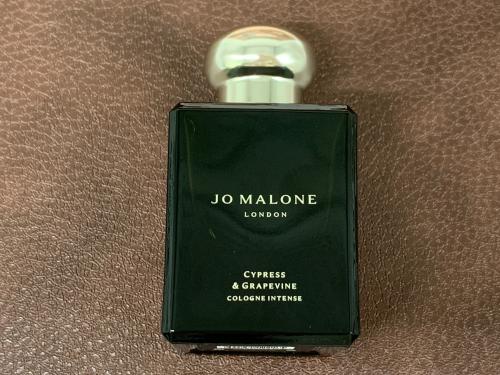 JO MALONE
LONDON
CYPRESS
& GRAPEVINE
COLOGNE INTENSE